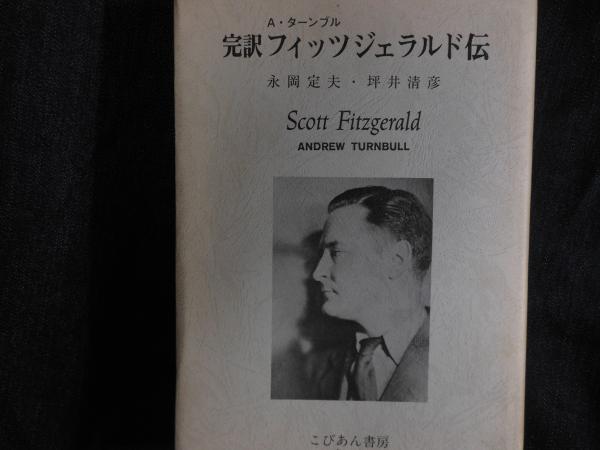 A・ターンブル
完訳フィッツジェラルド伝
永岡定夫・坪井清彦
Scott Fitzgerald
ANDREW TURNBULL
こびあん書房